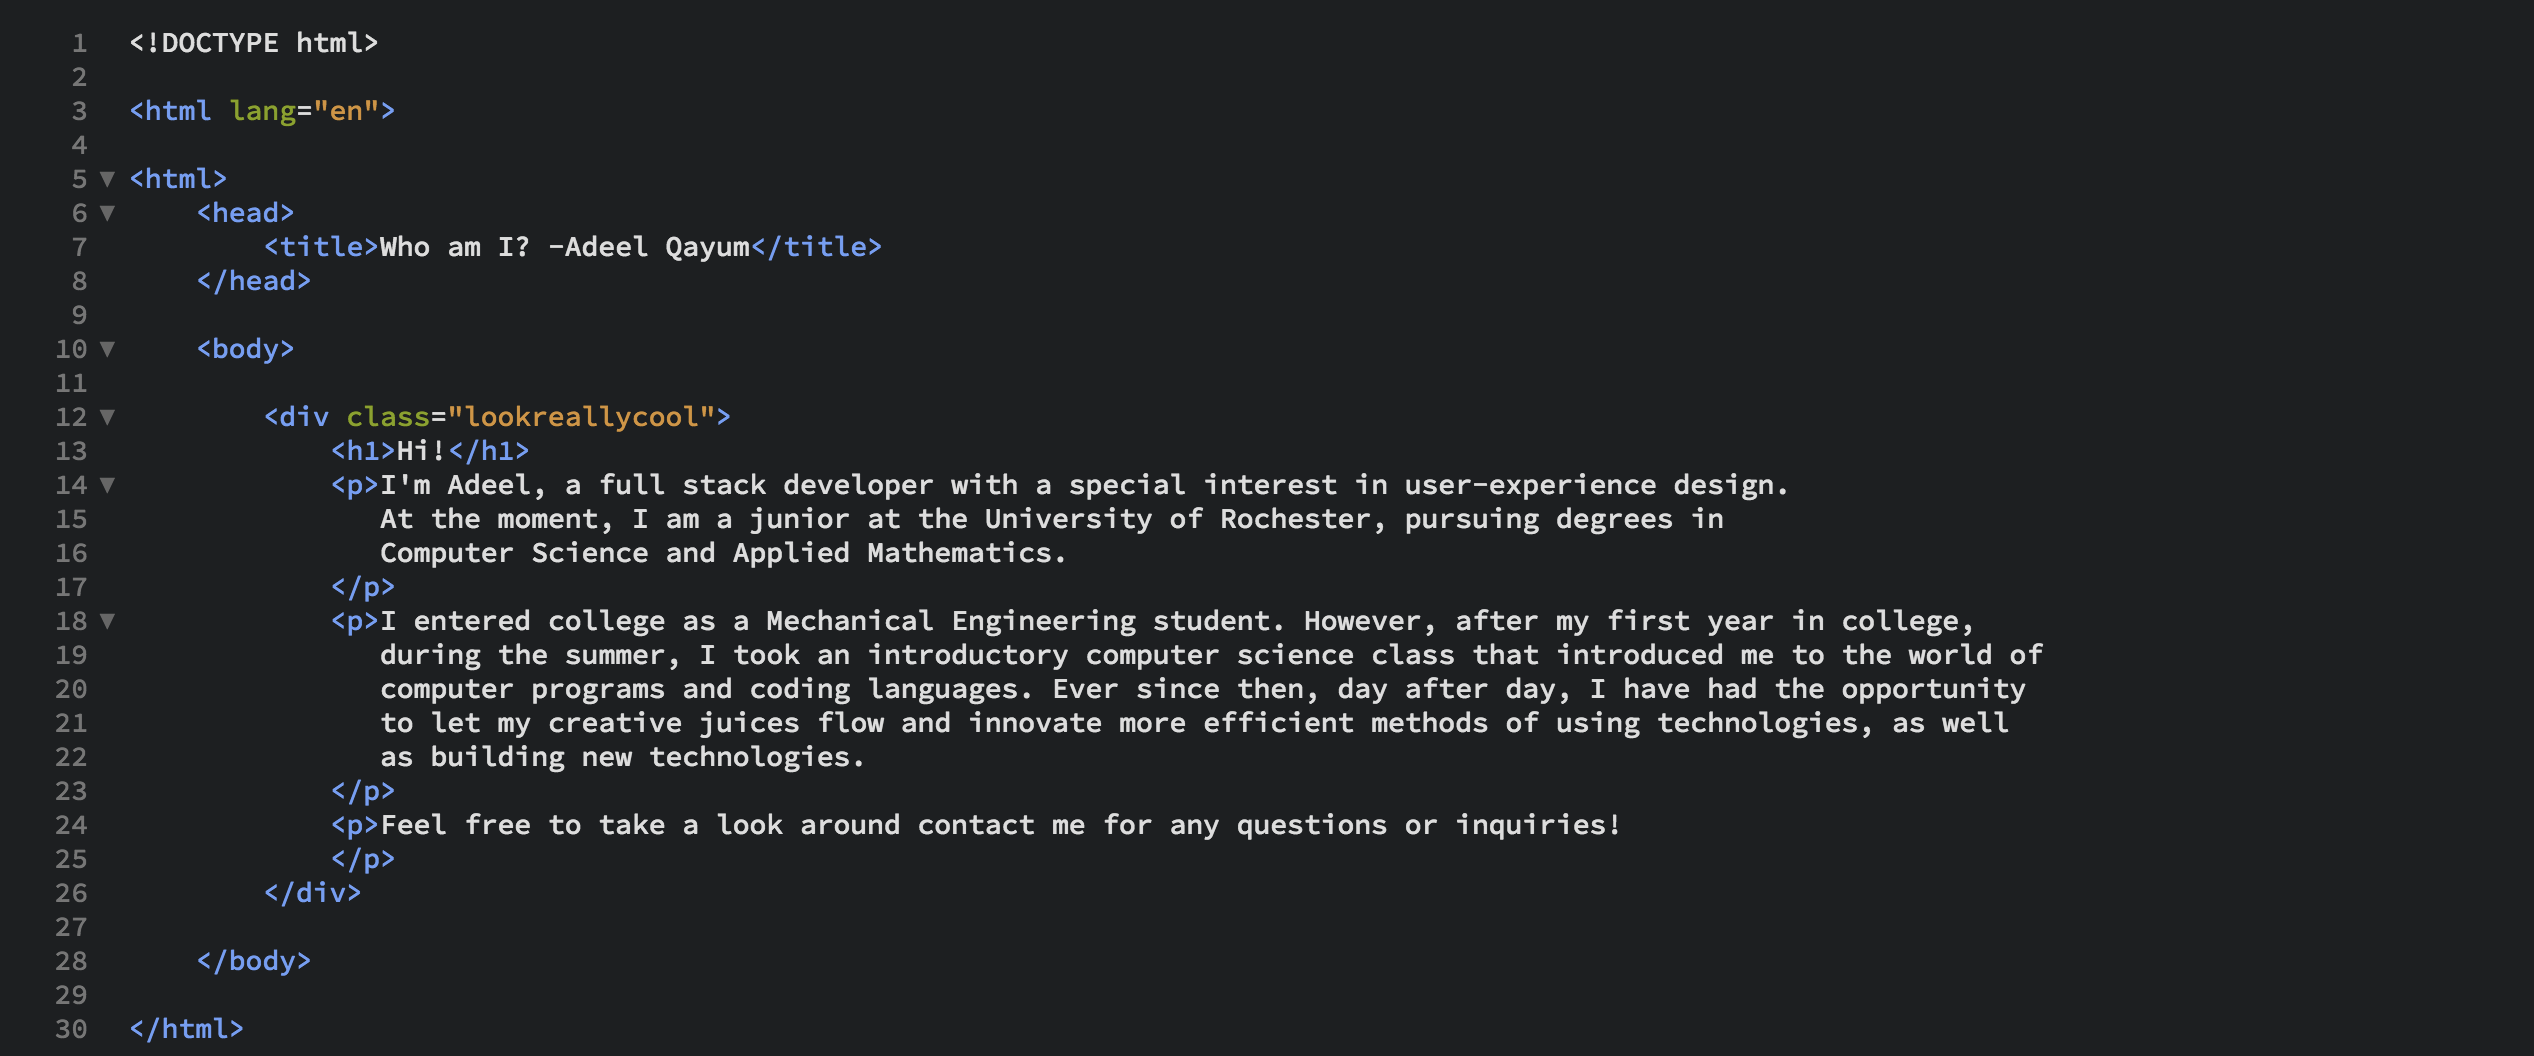 1 <!DOCTYPE html>
2
3 <html lang="en">
4
5 <html>
6 <head>
7 <title>Who am I? -Adeel Qayum</title>
8 </head>
9
10 <body>
11
12 <div class="lookreallycool">
13 <h1>Hi!</h1>
14 <p>I'm Adeel, a full stack developer with a special interest in user-experience design.
15 At the moment, I am a junior at the University of Rochester, pursuing degrees in
16 Computer Science and Applied Mathematics.
17 </p>
18 <p>I entered college as a Mechanical Engineering student. However, after my first year in college,
19 during the summer, I took an introductory computer science class that introduced me to the world of
20 computer programs and coding languages. Ever since then, day after day, I have had the opportunity
21 to let my creative juices flow and innovate more efficient methods of using technologies, as well
22 as building new technologies.
23 </p>
24 <p>Feel free to take a look around contact me for any questions or inquiries!
25 </p>
26 </div>
27
28 </body>
29
30 </html>